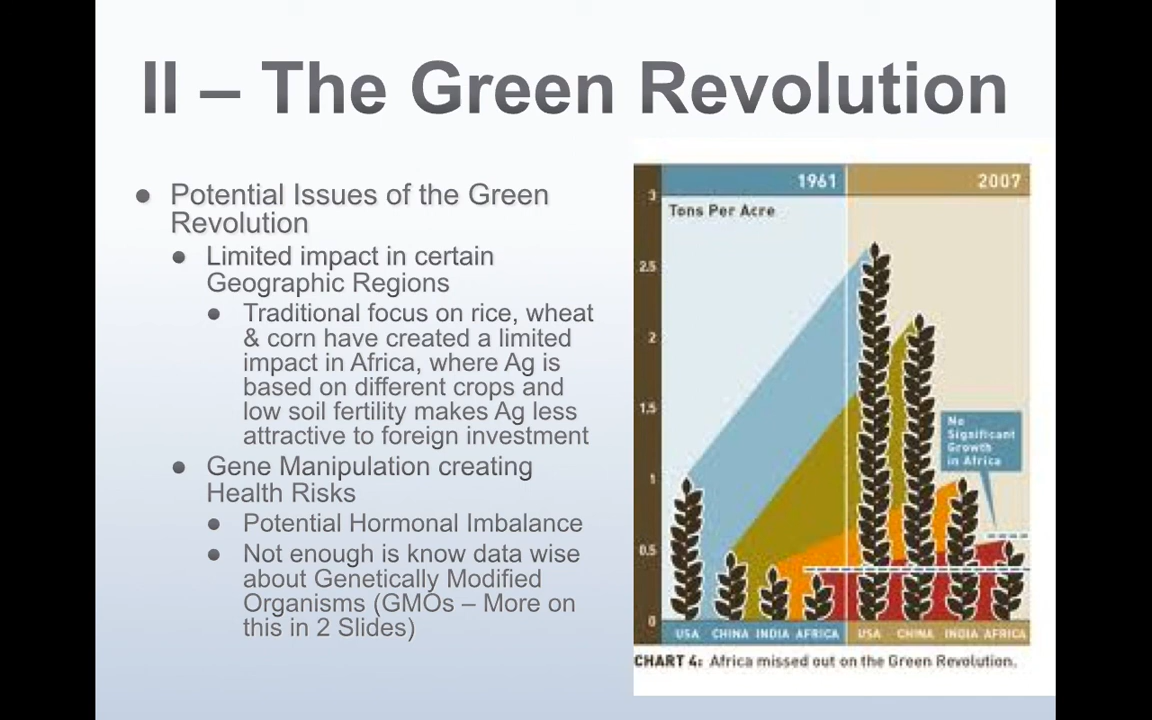 II – The Green Revolution
● Potential Issues of the Green
Revolution
● Limited impact in certain
Geographic Regions
● Traditional focus on rice, wheat
& corn have created a limited
impact in Africa, where Ag is
based on different crops and
low soil fertility makes Ag less
attractive to foreign investment
● Gene Manipulation creating
Health Risks
● Potential Hormonal Imbalance
● Not enough is know data wise
about Genetically Modified
Organisms (GMOs – More on
this in 2 Slides)
1961 2007
3
Tons Per Acre
2.5
2
1.5
No
Significant
Growth
in Africa
1
0.5
0
USA CHINA INDIA AFRICA USA CHINA INDIA AFRICA
CHART 4: Africa missed out on the Green Revolution.